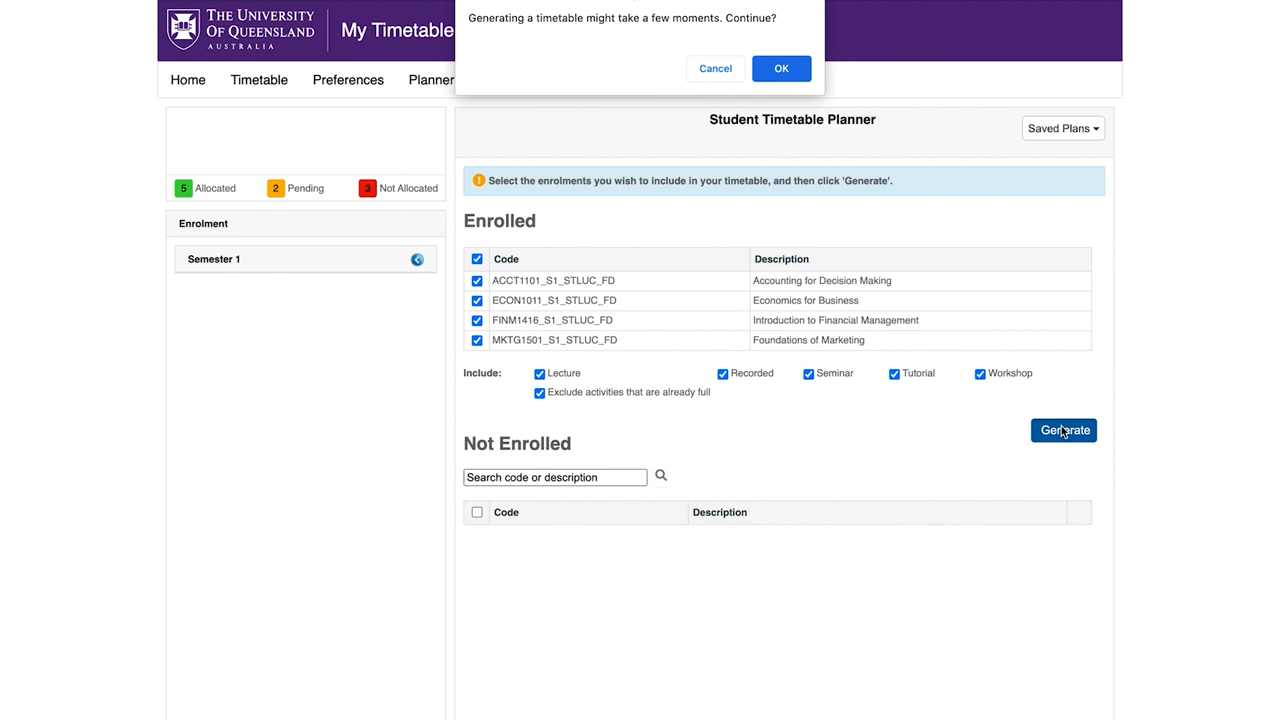 THE UNIVERSITY
OF QUEENSLAND
AUSTRALIA
My Timetable
Generating a timetable might take a few moments. Continue?
Cancel
OK
Home
Timetable
Preferences
Planner
5 Allocated
2 Pending
3 Not Allocated
Enrolment
Semester 1
Student Timetable Planner
Saved Plans
Select the enrolments you wish to include in your timetable, and then click 'Generate'.
Enrolled
Code Description
ACCT1101_S1_STLUC_FD Accounting for Decision Making
ECON1011_S1_STLUC_FD Economics for Business
FINM1416_S1_STLUC_FD Introduction to Financial Management
MKTG1501_S1_STLUC_FD Foundations of Marketing
Include: Lecture Recorded Seminar Tutorial Workshop
Exclude activities that are already full
Generate
Not Enrolled
Search code or description
Code Description